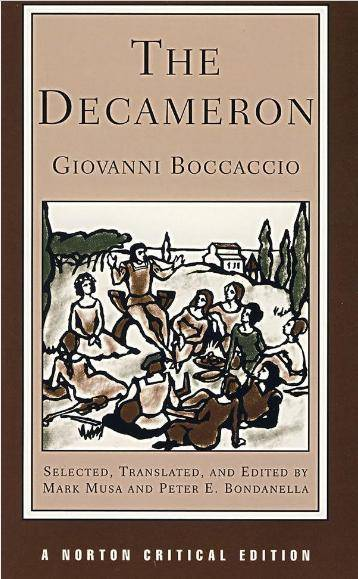 THE
DECAMERON
GIOVANNI BOCCACCIO
SELECTED, TRANSLATED, AND EDITED BY
MARK MUSA AND PETER E. BONDANELLA
A NORTON CRITICAL EDITION